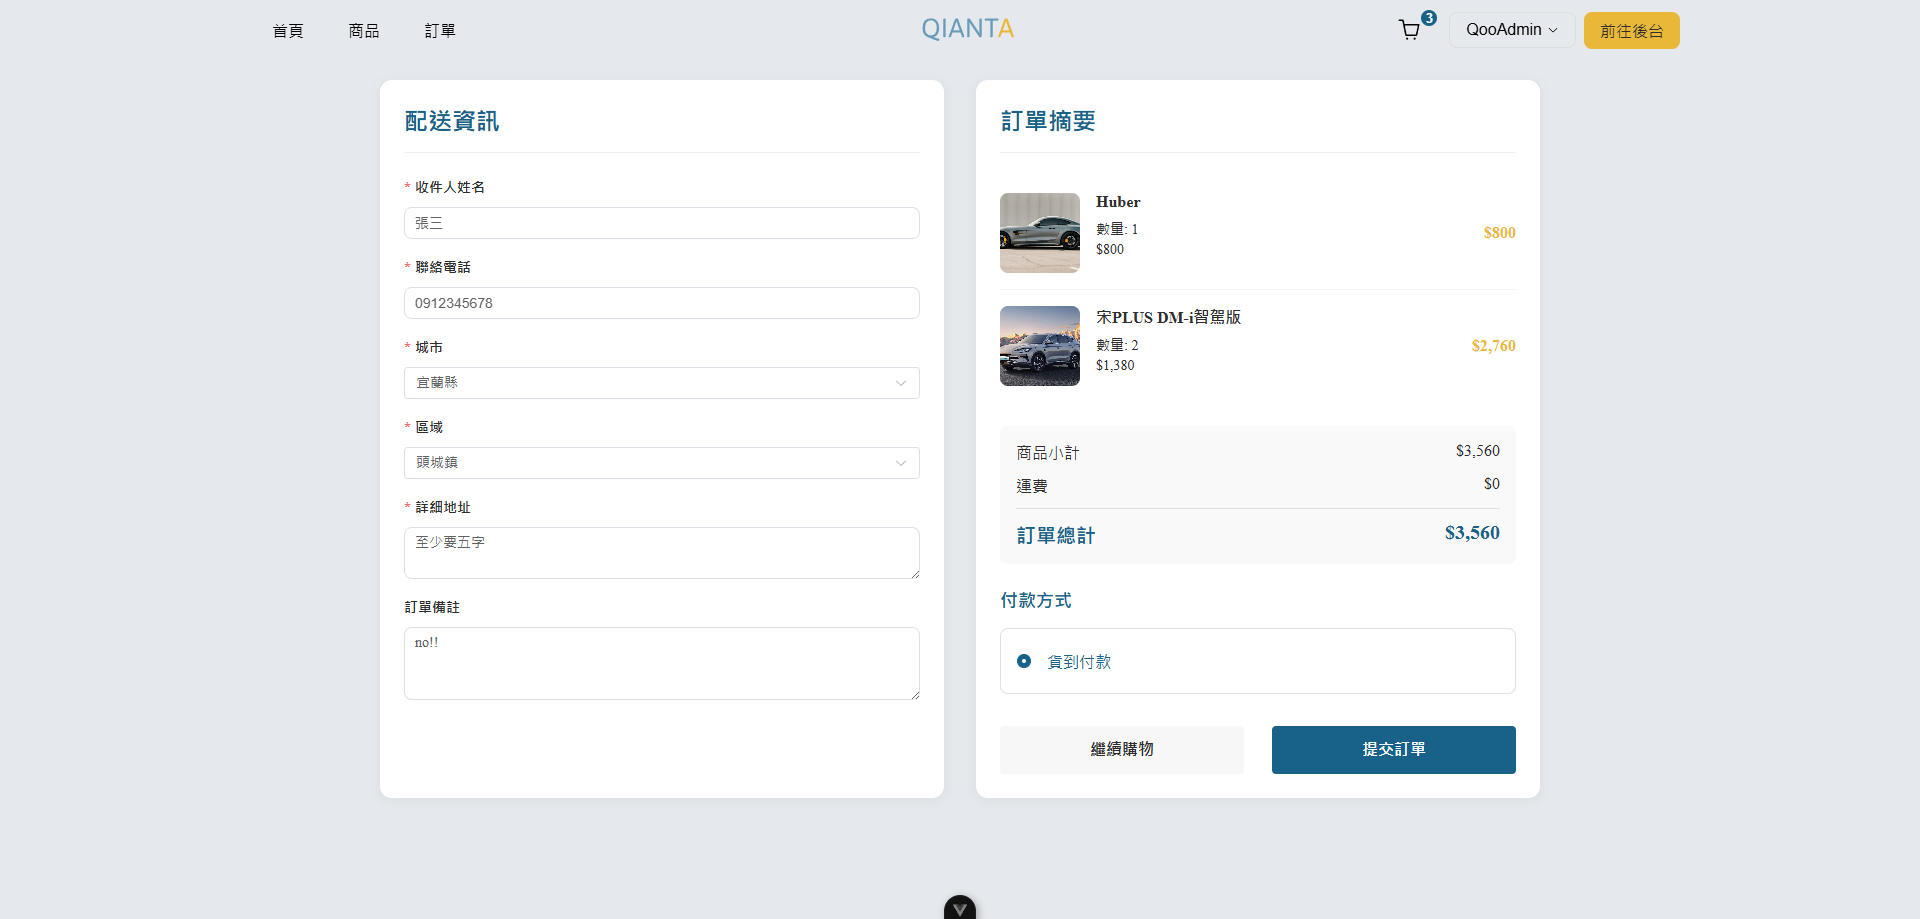 首頁
商品
訂單
QIANTA
3
QooAdmin
前往後台
配送資訊
* 收件人姓名
張三
* 聯絡電話
0912345678
* 城市
宜蘭縣
* 區域
頭城鎮
* 詳細地址
至少要五字
訂單備註
no!!
訂單摘要
Huber
數量: 1
$800
$800
宋PLUS DM-i智駕版
數量: 2
$1,380
$2,760
商品小計
$3,560
運費
$0
訂單總計
$3,560
付款方式
貨到付款
繼續購物
提交訂單